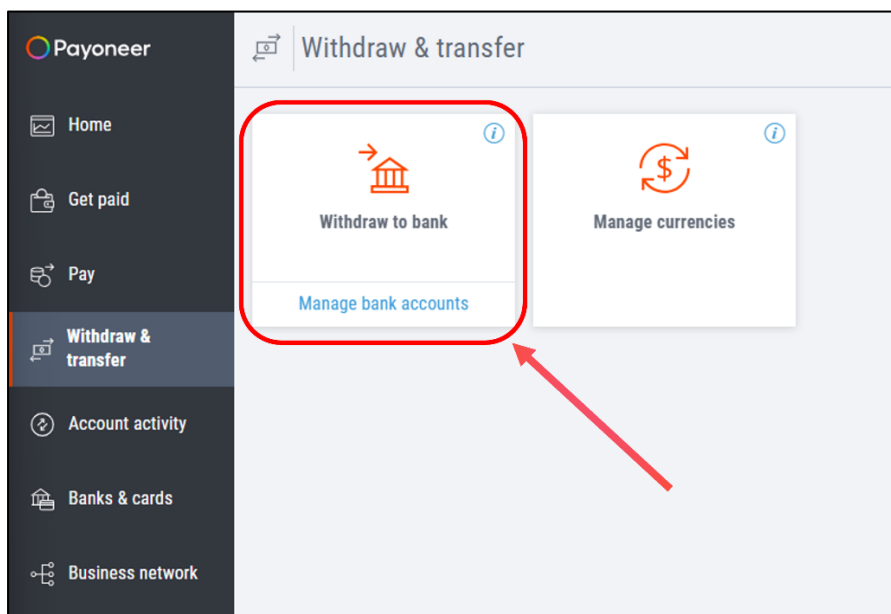 Payoneer
Withdraw & transfer
Home
Get paid
Pay
Withdraw &
transfer
Account activity
Banks & cards
Business network
Withdraw to bank
Manage bank accounts
Manage currencies